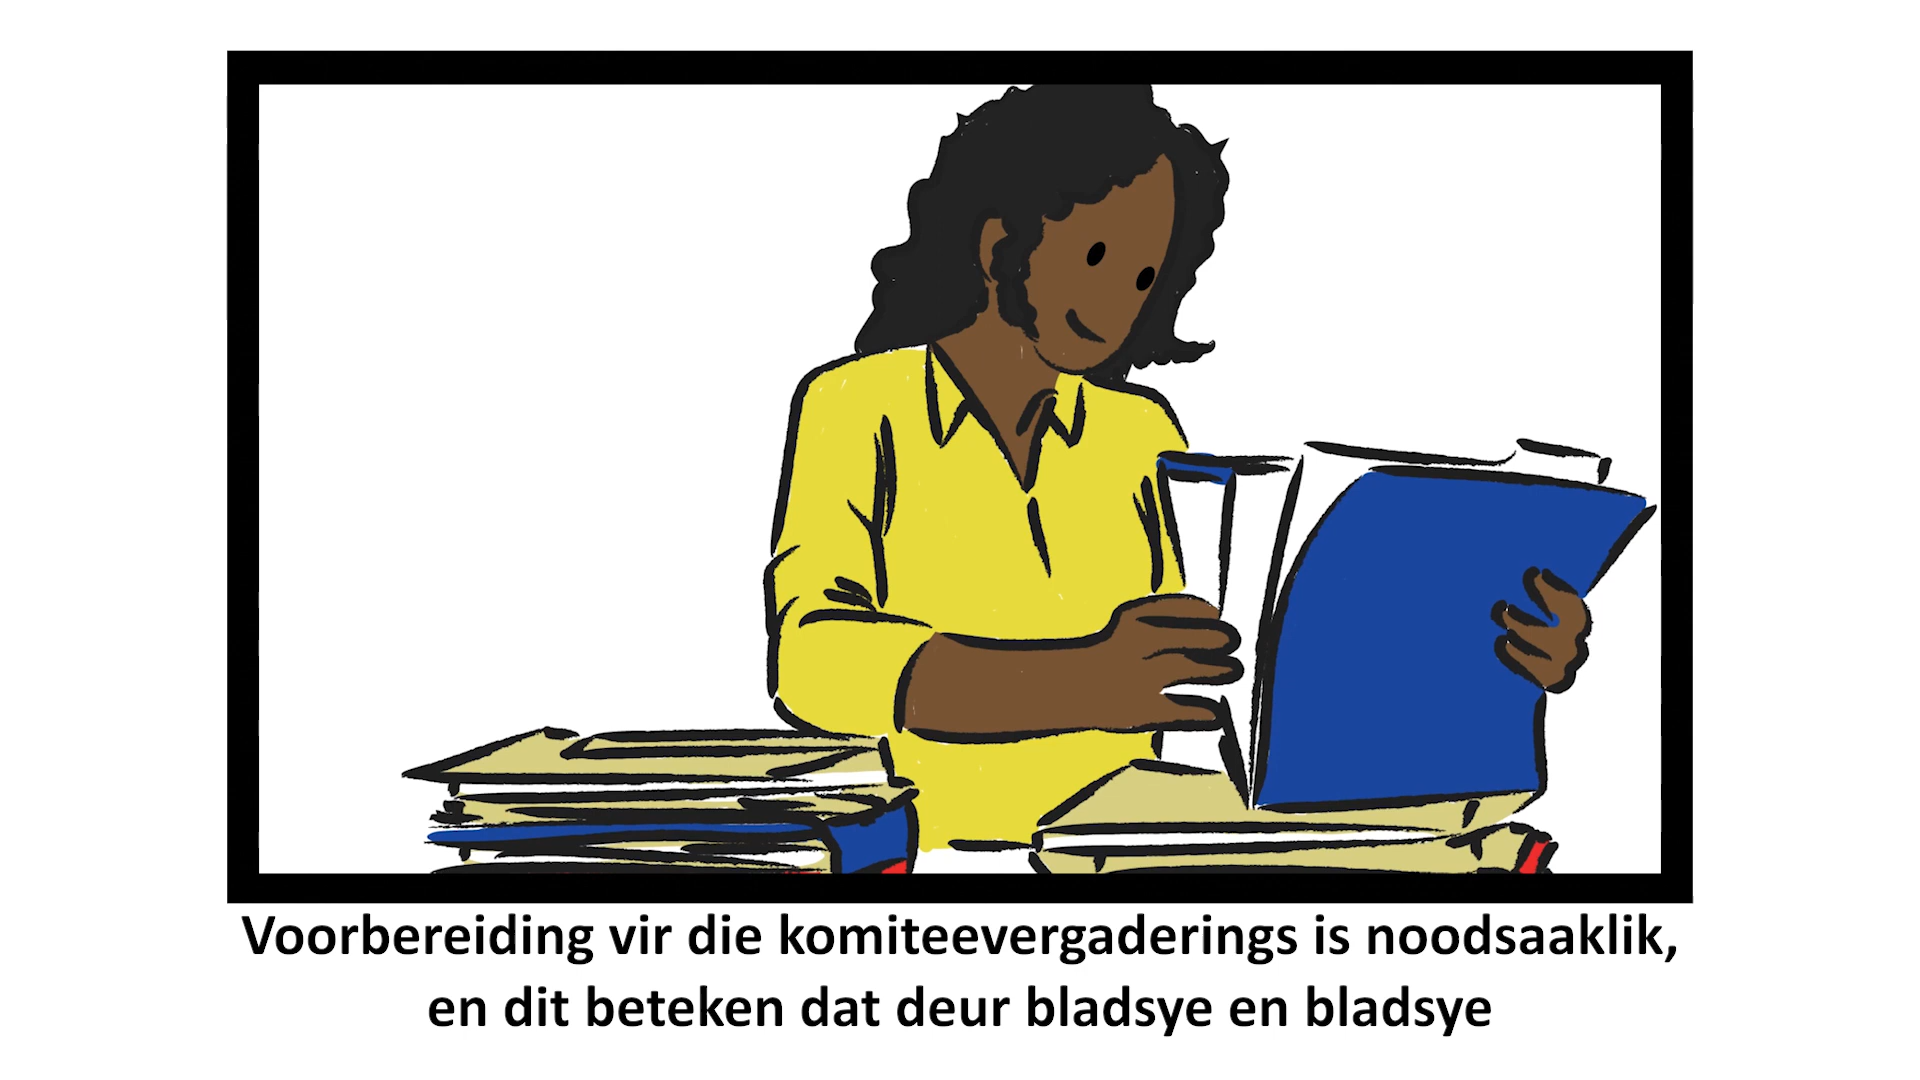 Voorbereiding vir die komiteevergaderings is noodsaaklik,
en dit beteken dat deur bladsye en bladsye